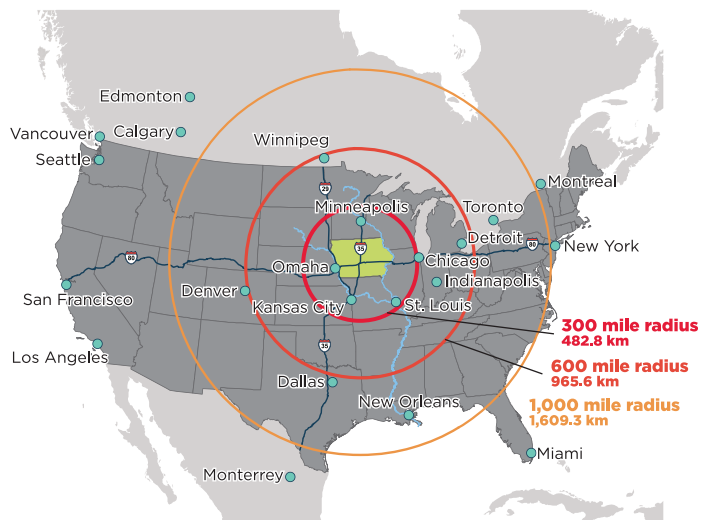 Edmonton
Vancouver
Calgary
Seattle
Winnipeg
Montreal
29
Minneapolis
Toronto
Detroit
80
New York
35
80
Omaha
Chicago
Indianapolis
Denver
San Francisco
Kansas City
St. Louis
300 mile radius
482.8 km
35
Los Angeles
600 mile radius
965.6 km
Dallas
New Orleans
1,000 mile radius
1,609.3 km
Miami
Monterrey